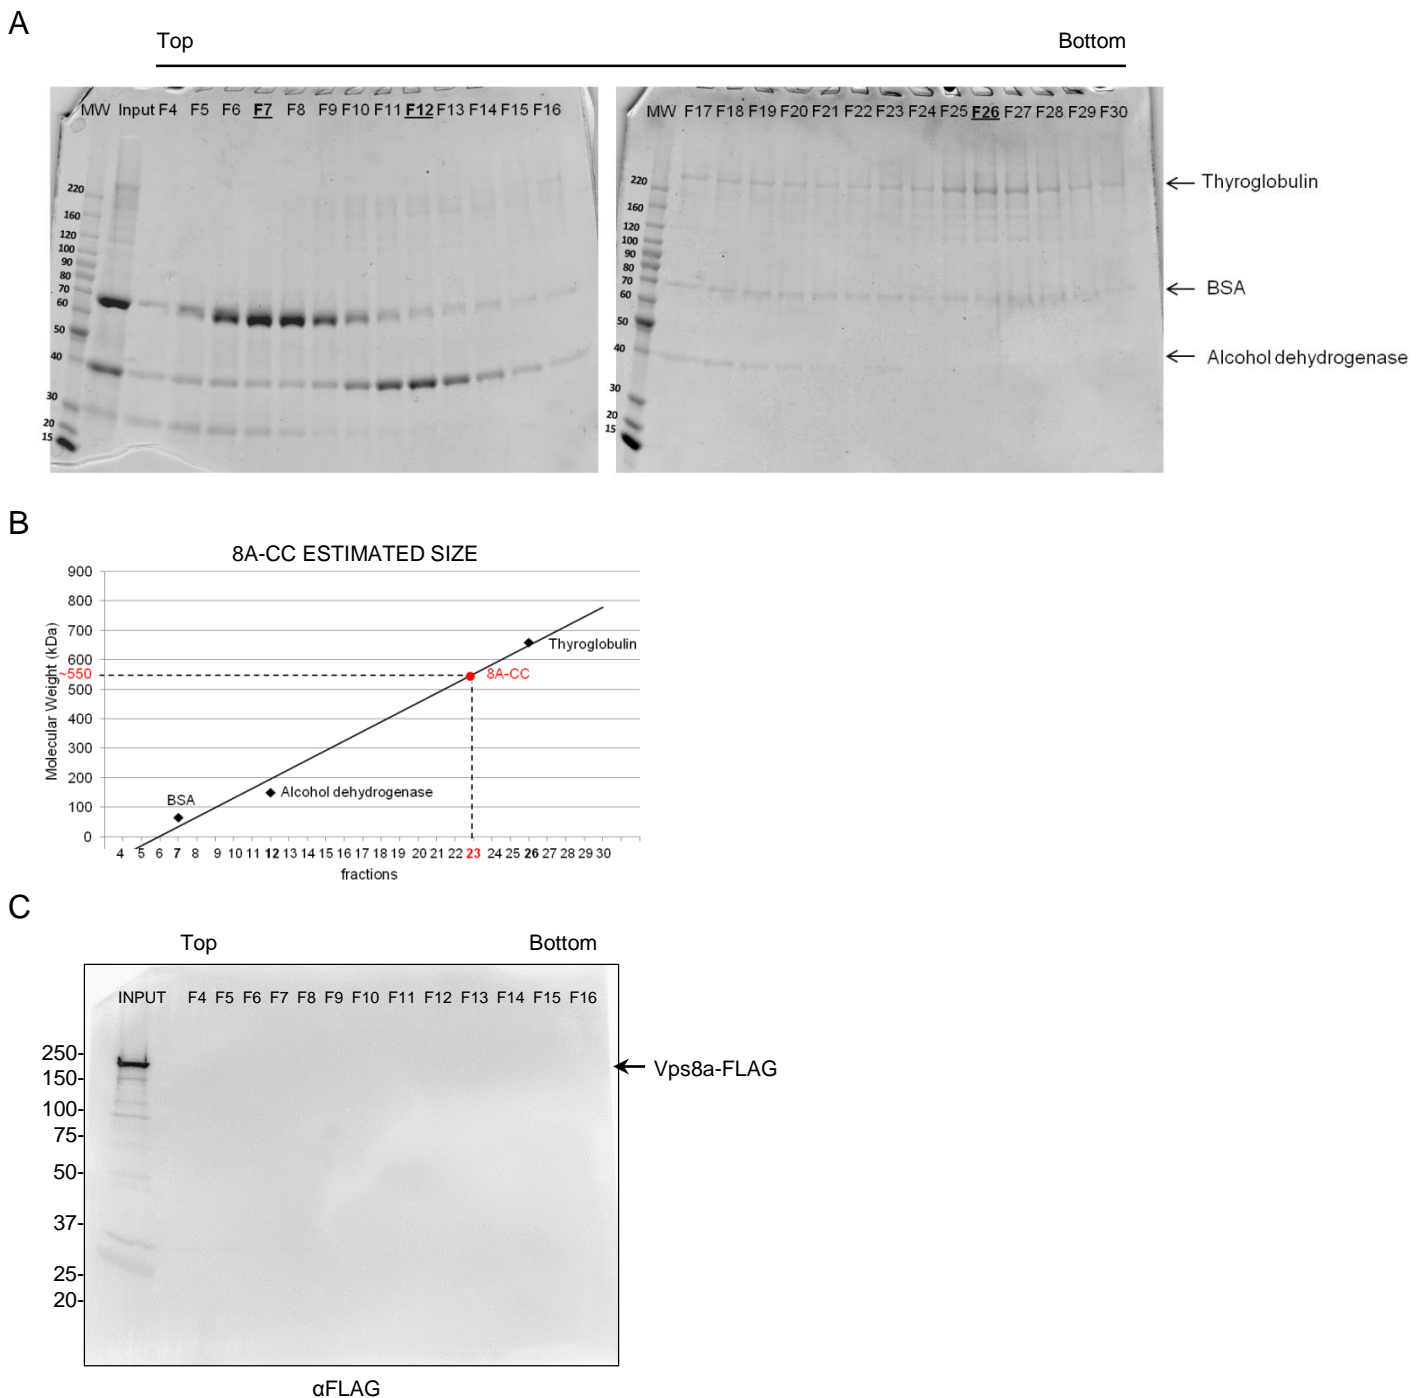 A
Top Bottom
MW Input F4 F5 F6 F7 F8 F9 F10 F11 F12 F13 F14 F15 F16
MW F17 F18 F19 F20 F21 F22 F23 F24 F25 F26 F27 F28 F29 F30
220
160
120
100
90
80
70
60
50
40
30
20
15
220
160
120
100
90
80
70
60
50
40
30
20
15
Thyroglobulin
BSA
Alcohol dehydrogenase
B
8A-CC ESTIMATED SIZE
Molecular Weight (kDa)
900
800
700
600
~550
500
400
300
200
100
0
Thyroglobulin
8A-CC
BSA
Alcohol dehydrogenase
4 5 6 7 8 9 10 11 12 13 14 15 16 17 18 19 20 21 22 23 24 25 26 27 28 29 30
fractions
C
Top Bottom
INPUT F4 F5 F6 F7 F8 F9 F10 F11 F12 F13 F14 F15 F16
250-
150-
100-
75-
50-
37-
25-
20-
Vps8a-FLAG
αFLAG